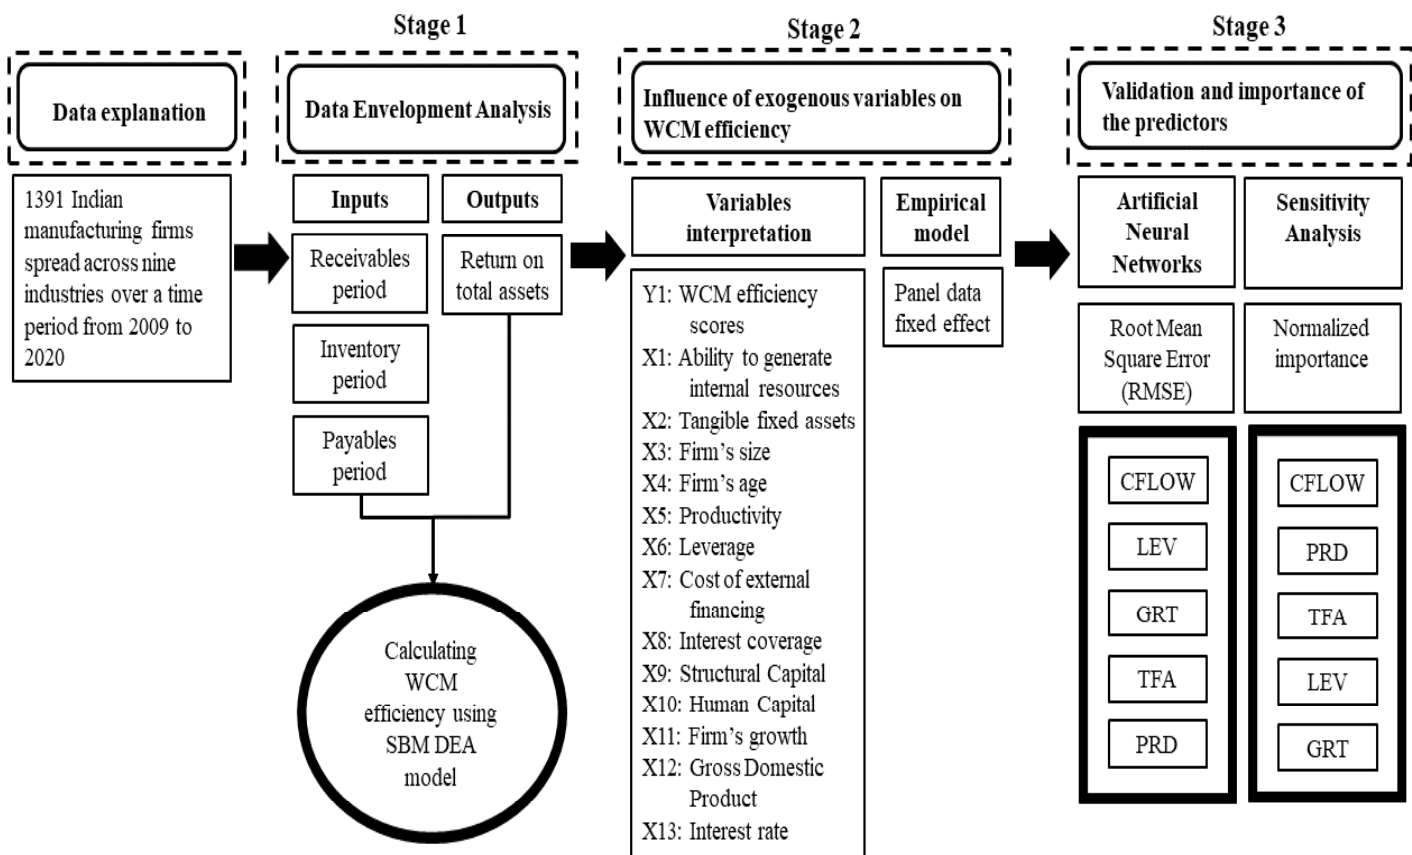 Stage 1
Stage 2
Stage 3
Data explanation
Data Envelopment Analysis
Influence of exogenous variables on
WCM efficiency
Validation and importance of
the predictors
1391 Indian
manufacturing firms
spread across nine
industries over a time
period from 2009 to
2020
Inputs
Outputs
Receivables
period
Return on
total assets
Inventory
period
Payables
period
Calculating
WCM
efficiency using
SBM DEA
model
Variables
interpretation
Empirical
model
Y1: WCM efficiency
scores
X1: Ability to generate
internal resources
X2: Tangible fixed assets
X3: Firm's size
X4: Firm's age
X5: Productivity
X6: Leverage
X7: Cost of external
financing
X8: Interest coverage
X9: Structural Capital
X10: Human Capital
X11: Firm's growth
X12: Gross Domestic
Product
X13: Interest rate
Panel data
fixed effect
Artificial
Neural
Networks
Sensitivity
Analysis
Root Mean
Square Error
(RMSE)
Normalized
importance
CFLOW
LEV
GRT
TFA
PRD
CFLOW
PRD
TFA
LEV
GRT